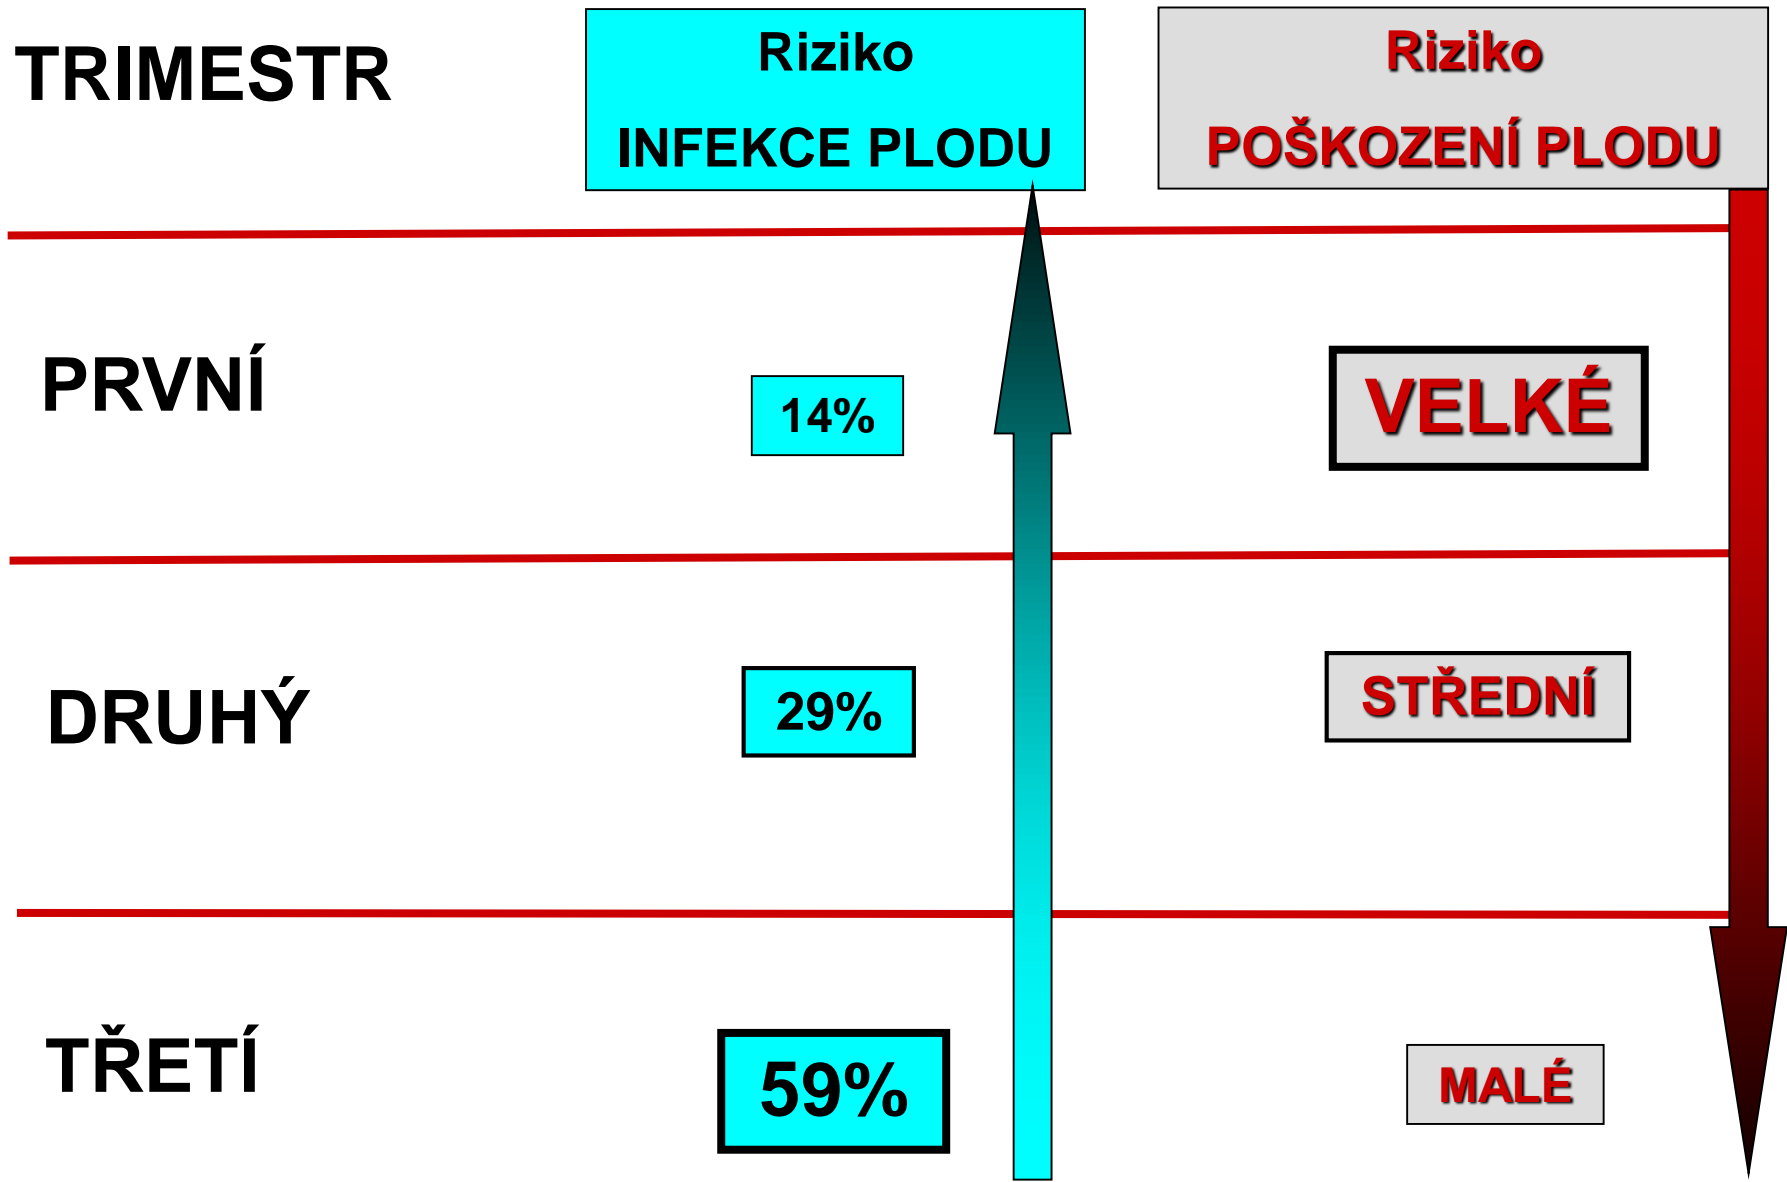 TRIMESTR
Riziko
INFEKCE PLODU
Riziko
POŠKOZENÍ PLODU
PRVNÍ
14%
VELKÉ
DRUHÝ
29%
STŘEDNÍ
TŘETÍ
59%
MALÉ